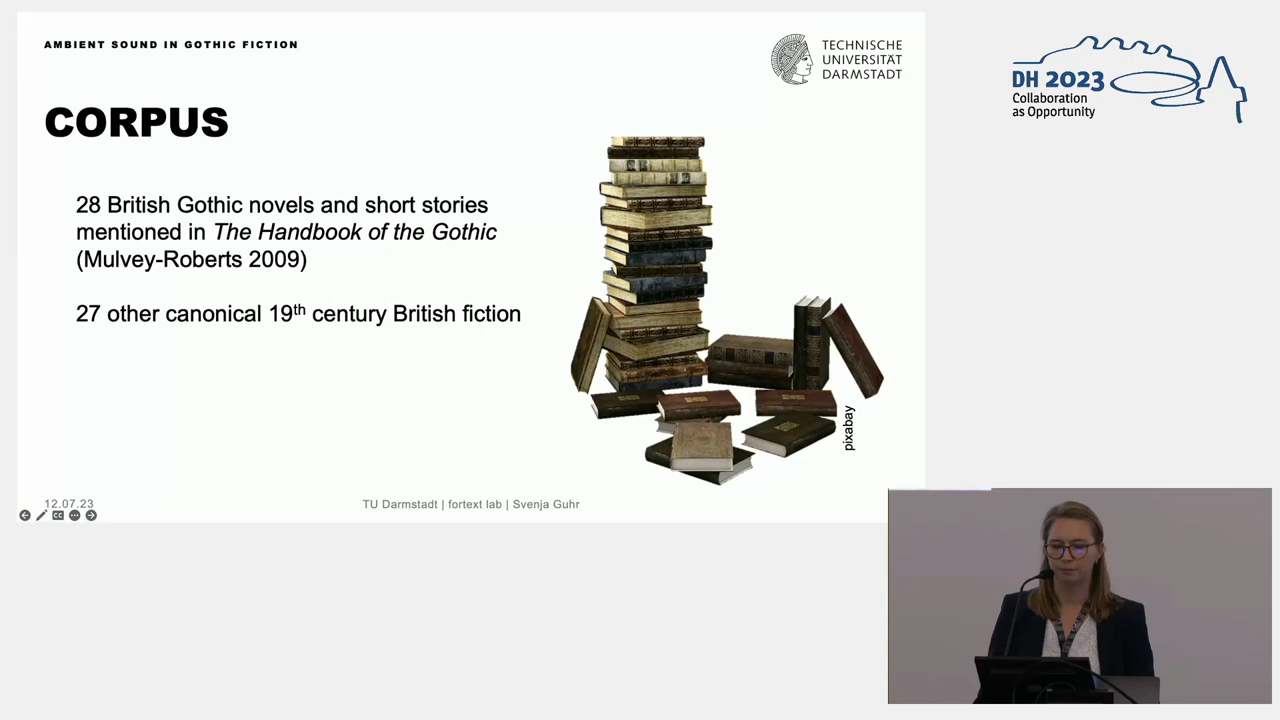 AMBIENT SOUND IN GOTHIC FICTION
TECHNISCHE
UNIVERSITÄT
DARMSTADT
CORPUS
28 British Gothic novels and short stories
mentioned in The Handbook of the Gothic
(Mulvey-Roberts 2009)
27 other canonical 19th century British fiction
pixabay
12.07.23
TU Darmstadt | fortext lab | Svenja Guhr
DH 2023
Collaboration
as Opportunity